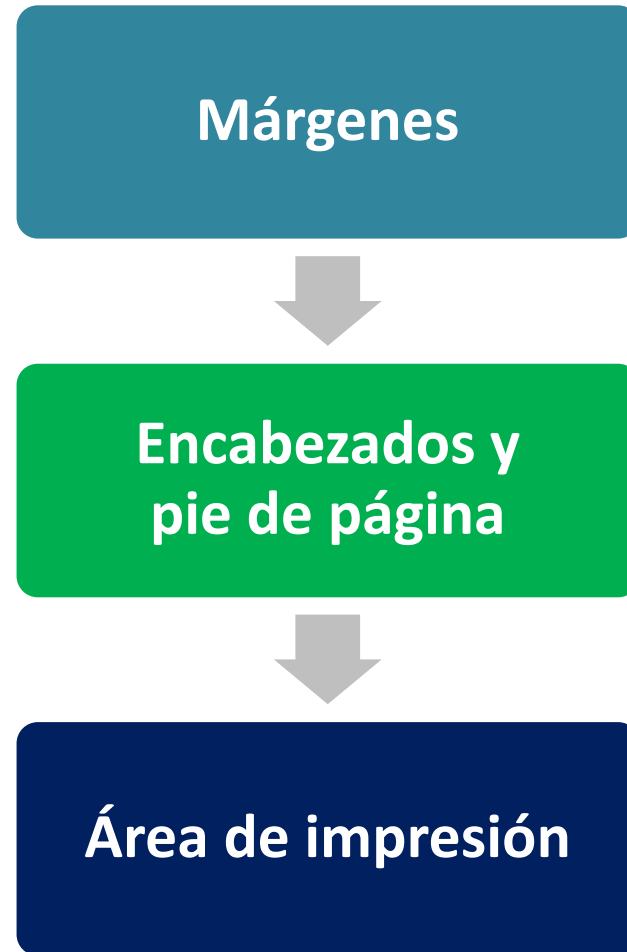 Márgenes
Encabezados y
pie de página
Área de impresión